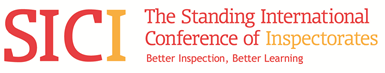 SICI
The Standing International
Conference of Inspectorates
Better Inspection, Better Learning